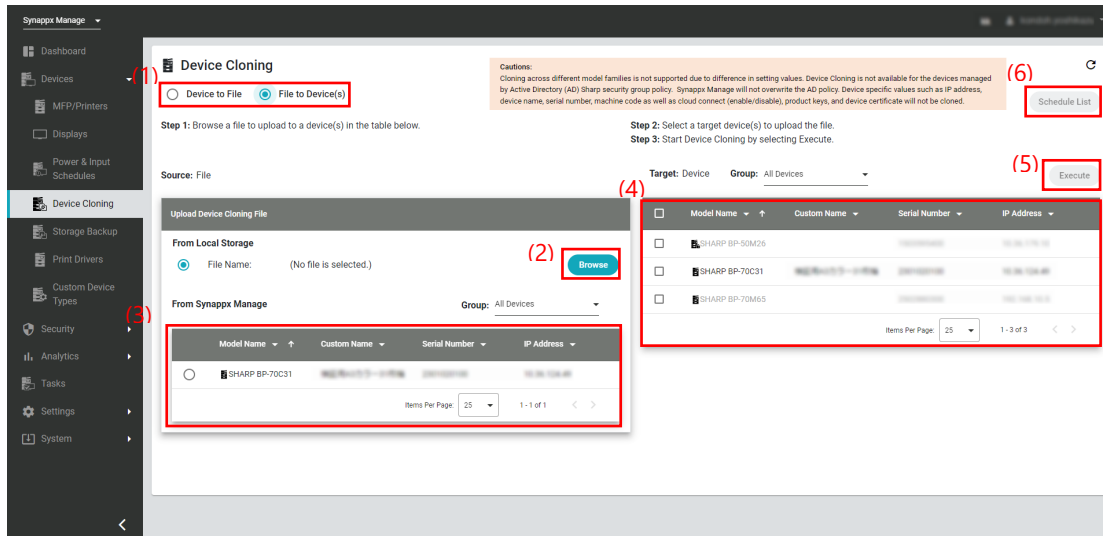 Synappx Manage
Dashboard
Devices
MFP/Printers
Displays
Power & Input
Schedules
Device Cloning
Storage Backup
Print Drivers
Custom Device
Types
Security
Analytics
Tasks
Settings
System
(1)
Device Cloning
Device to File
File to Device(s)
Cautions:
Cloning across different model families is not supported due to difference in setting values. Device Cloning is not available for the devices managed
by Active Directory (AD) Sharp security group policy. Synappx Manage will not overwrite the AD policy. Device specific values such as IP address,
device name, serial number, machine code as well as cloud connect (enable/disable), product keys, and device certificate will not be cloned.
(6)
Schedule List
Step 1: Browse a file to upload to a device(s) in the table below.
Step 2: Select a target device(s) to upload the file.
Step 3: Start Device Cloning by selecting Execute.
Source: File
Target: Device
Group: All Devices
(5)
Execute
Upload Device Cloning File
From Local Storage
File Name:
(No file is selected.)
(2)
Browse
From Synappx Manage
Group: All Devices
(3)
Model Name
Custom Name
Serial Number
IP Address
SHARP BP-70C31
Items Per Page: 25
1 - 1 of 1
(4)
Model Name
Custom Name
Serial Number
IP Address
SHARP BP-50M26
SHARP BP-70C31
SHARP BP-70M65
Items Per Page: 25
1 - 3 of 3